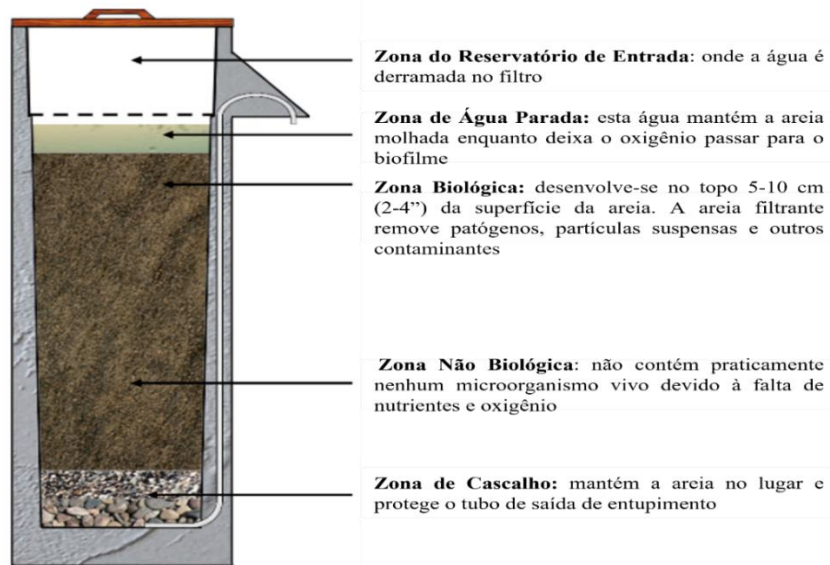 Zona do Reservatório de Entrada: onde a água é
derramada no filtro
Zona de Água Parada: esta água mantém a areia
molhada enquanto deixa o oxigênio passar para o
biofilme
Zona Biológica: desenvolve-se no topo 5-10 cm
(2-4”) da superfície da areia. A areia filtrante
remove patógenos, partículas suspensas e outros
contaminantes
Zona Não Biológica: não contém praticamente
nenhum microorganismo vivo devido à falta de
nutrientes e oxigênio
Zona de Cascalho: mantém a areia no lugar e
protege o tubo de saída de entupimento